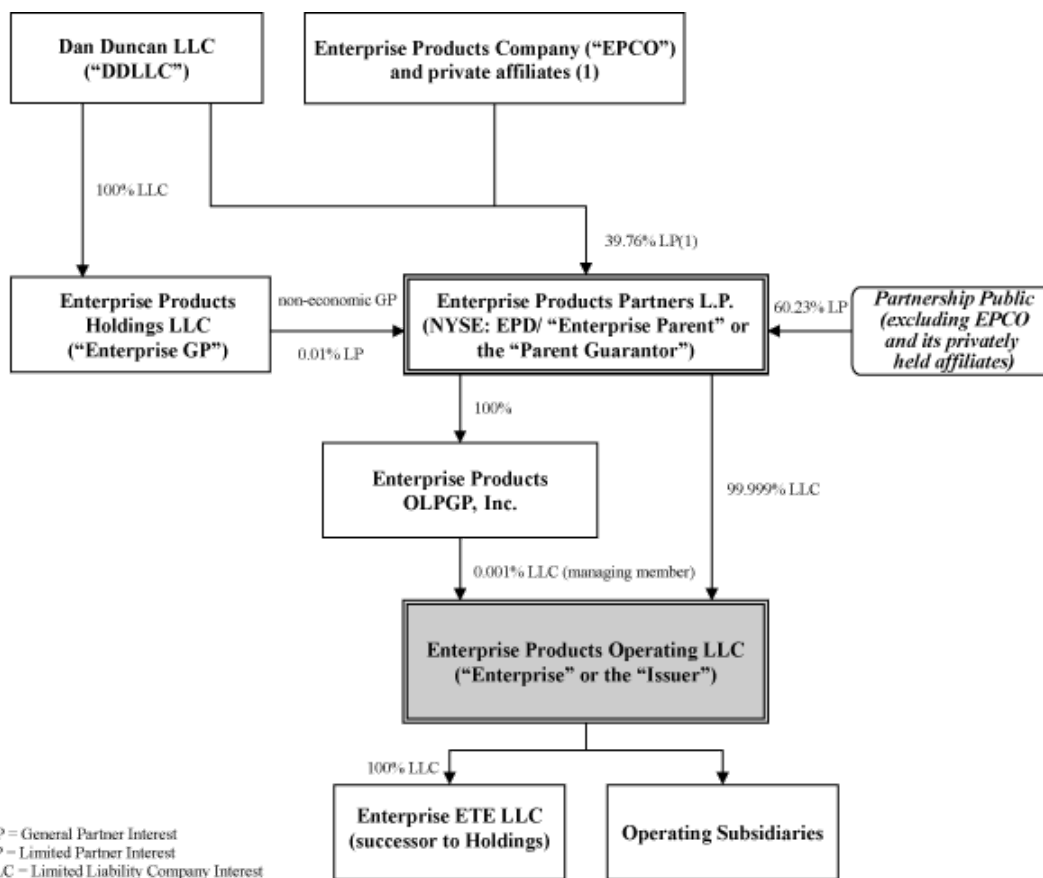 Dan Duncan LLC
(“DDLLC”)
Enterprise Products Company (“EPCO”)
and private affiliates (1)
100% LLC
39.76% LP(1)
Enterprise Products
Holdings LLC
(“Enterprise GP”)
non-economic GP
0.01% LP
Enterprise Products Partners L.P.
(NYSE: EPD/ “Enterprise Parent” or
the “Parent Guarantor”)
60.23% LP
Partnership Public
(excluding EPCO
and its privately
held affiliates)
100%
Enterprise Products
OLPGP, Inc.
99.999% LLC
0.001% LLC (managing member)
Enterprise Products Operating LLC
(“Enterprise” or the “Issuer”)
100% LLC
Enterprise ETE LLC
(successor to Holdings)
Operating Subsidiaries
P = General Partner Interest
P = Limited Partner Interest
LC = Limited Liability Company Interest